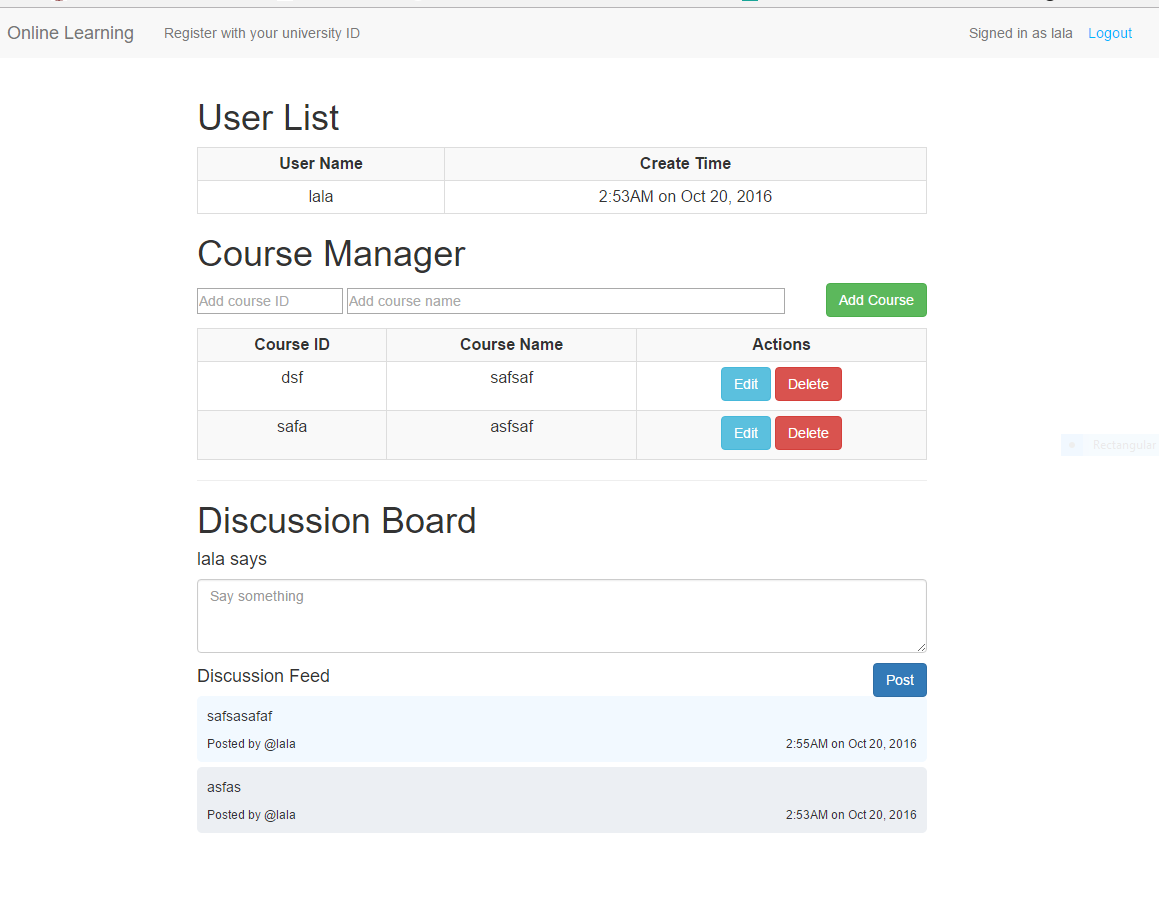 Online Learning Register with your university ID Signed in as lala Logout
User List
User Name Create Time
lala 2:53AM on Oct 20, 2016
Course Manager
Add course ID Add course name Add Course
Course ID Course Name Actions
dsf safsaf Edit Delete
safa asfsaf Edit Delete
Rectangular
Discussion Board
lala says
Say something
Discussion Feed Post
safsasafaf
Posted by @lala 2:55AM on Oct 20, 2016
asfas
Posted by @lala 2:53AM on Oct 20, 2016